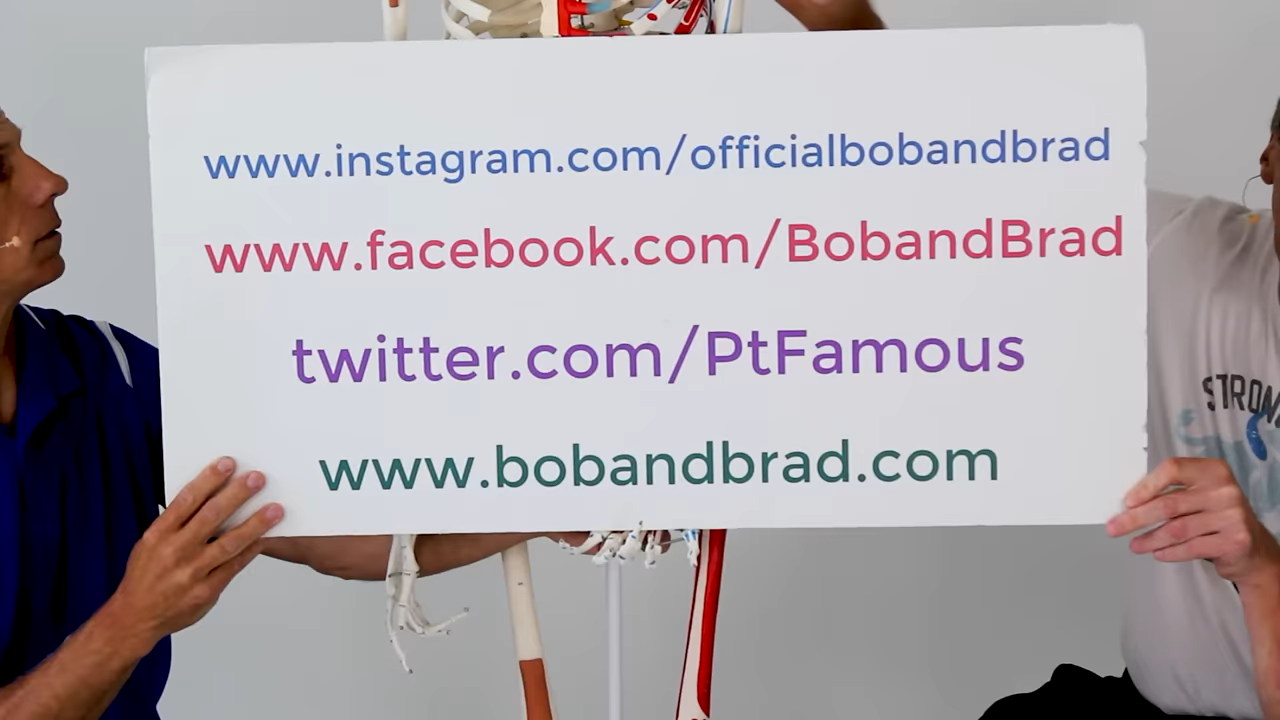 www.instagram.com/officialbobandbrad
www.facebook.com/BobandBrad
twitter.com/PtFamous
www.bobandbrad.com